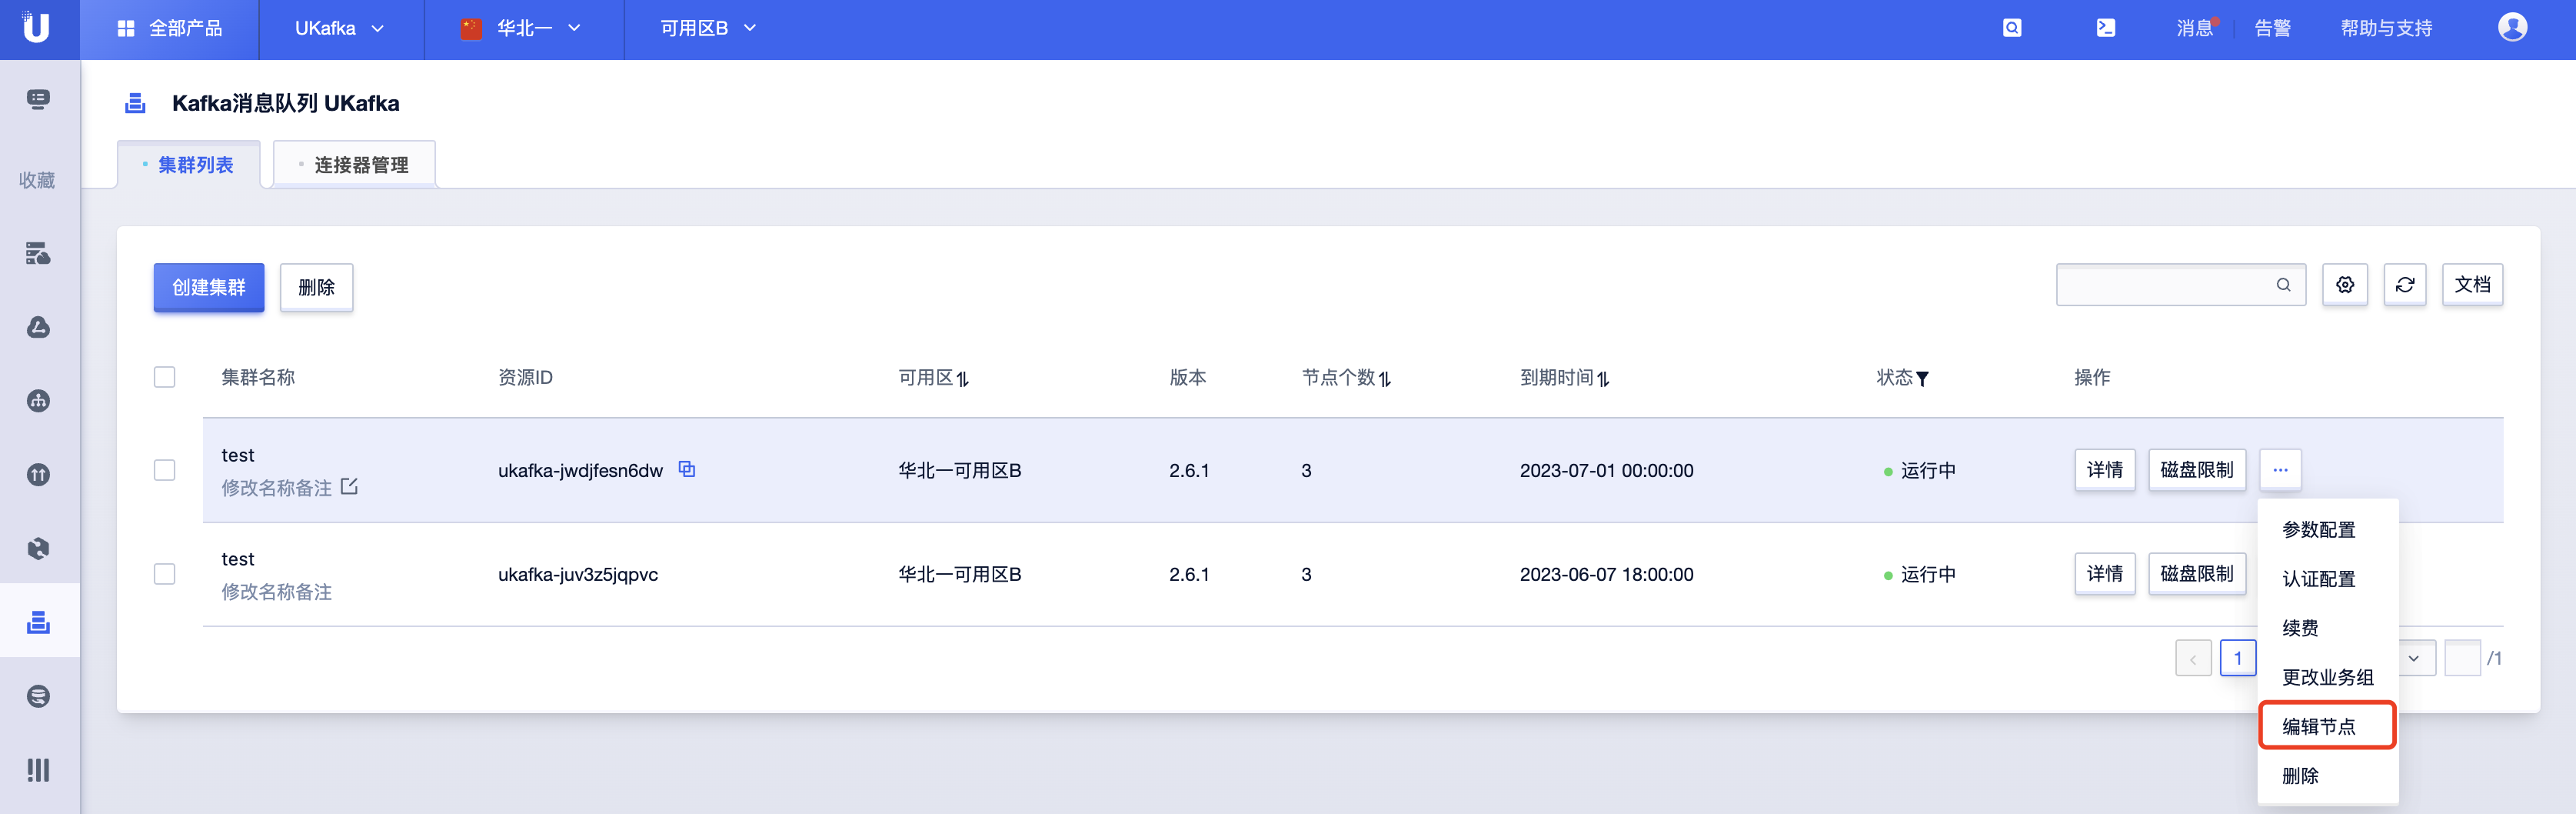 U
全部产品
UKafka
华北一
可用区B
消息
告警
帮助与支持
Kafka消息队列 UKafka
集群列表
连接器管理
收藏
创建集群
删除
文档
集群名称
资源ID
可用区
版本
节点个数
到期时间
状态
操作
test
修改名称备注
ukafka-jwdjfesn6dw
华北一可用区B
2.6.1
3
2023-07-01 00:00:00
运行中
详情
磁盘限制
...
test
修改名称备注
ukafka-juv3z5jqpvc
华北一可用区B
2.6.1
3
2023-06-07 18:00:00
运行中
详情
磁盘限制
参数配置
认证配置
续费
更改业务组
编辑节点
删除
1
/1